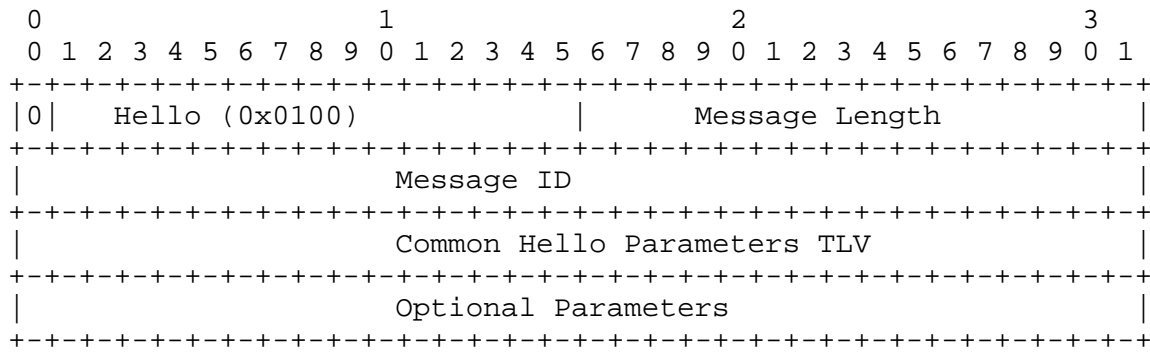 0                   1                   2                   3
 0 1 2 3 4 5 6 7 8 9 0 1 2 3 4 5 6 7 8 9 0 1 2 3 4 5 6 7 8 9 0 1
+-+-+-+-+-+-+-+-+-+-+-+-+-+-+-+-+-+-+-+-+-+-+-+-+-+-+-+-+-+-+-+-+
|0|   Hello (0x0100)            |      Message Length           |
+-+-+-+-+-+-+-+-+-+-+-+-+-+-+-+-+-+-+-+-+-+-+-+-+-+-+-+-+-+-+-+-+
|                     Message ID                                |
+-+-+-+-+-+-+-+-+-+-+-+-+-+-+-+-+-+-+-+-+-+-+-+-+-+-+-+-+-+-+-+-+
|                     Common Hello Parameters TLV               |
+-+-+-+-+-+-+-+-+-+-+-+-+-+-+-+-+-+-+-+-+-+-+-+-+-+-+-+-+-+-+-+-+
|                     Optional Parameters                       |
+-+-+-+-+-+-+-+-+-+-+-+-+-+-+-+-+-+-+-+-+-+-+-+-+-+-+-+-+-+-+-+-+